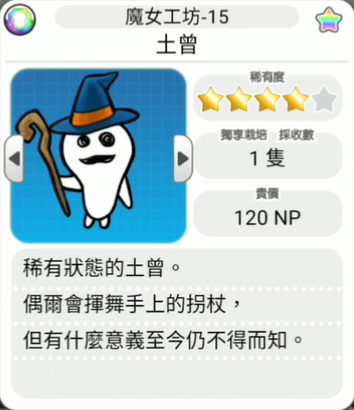 魔女工坊-15
土曾
稀有度
獨享栽培 採收數
1 隻
賣價
120 NP
稀有狀態的土曾。
偶爾會揮舞手上的拐杖，
但有什麼意義至今仍不得而知。